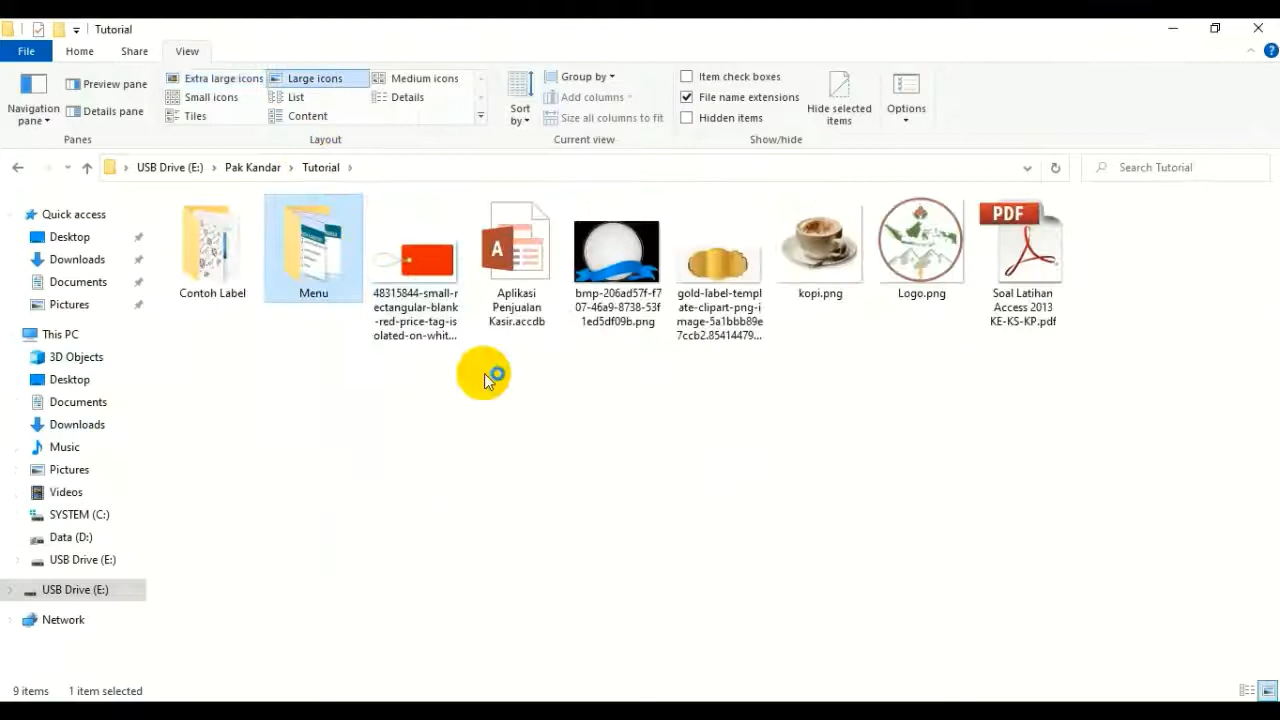 Tutorial
File Home Share View
Navigation pane
Preview pane
Details pane
Panes
Extra large icons Large icons Medium icons
Small icons List Details
Tiles Content
Layout
Sort by
Group by
Add columns
Size all columns to fit
Current view
Item check boxes
File name extensions
Hidden items
Hide selected items
Show/hide
Options
USB Drive (E:) Pak Kandar Tutorial
Search Tutorial
Quick access
Desktop
Downloads
Documents
Pictures
This PC
3D Objects
Desktop
Documents
Downloads
Music
Pictures
Videos
SYSTEM (C:)
Data (D:)
USB Drive (E:)
USB Drive (E:)
Network
Contoh Label
Menu
48315844-small-r
ectangular-blank
-red-price-tag-is
olated-on-whit...
A
Aplikasi
Penjualan
Kasir.accdb
bmp-206ad57f-f7
07-46a9-8738-53f
1ed5df09b.png
gold-label-templ
ate-clipart-png-i
mage-5a1bbb89e
7ccb2.85414479...
kopi.png
Logo.png
PDF
Soal Latihan
Access 2013
KE-KS-KP.pdf
9 items 1 item selected